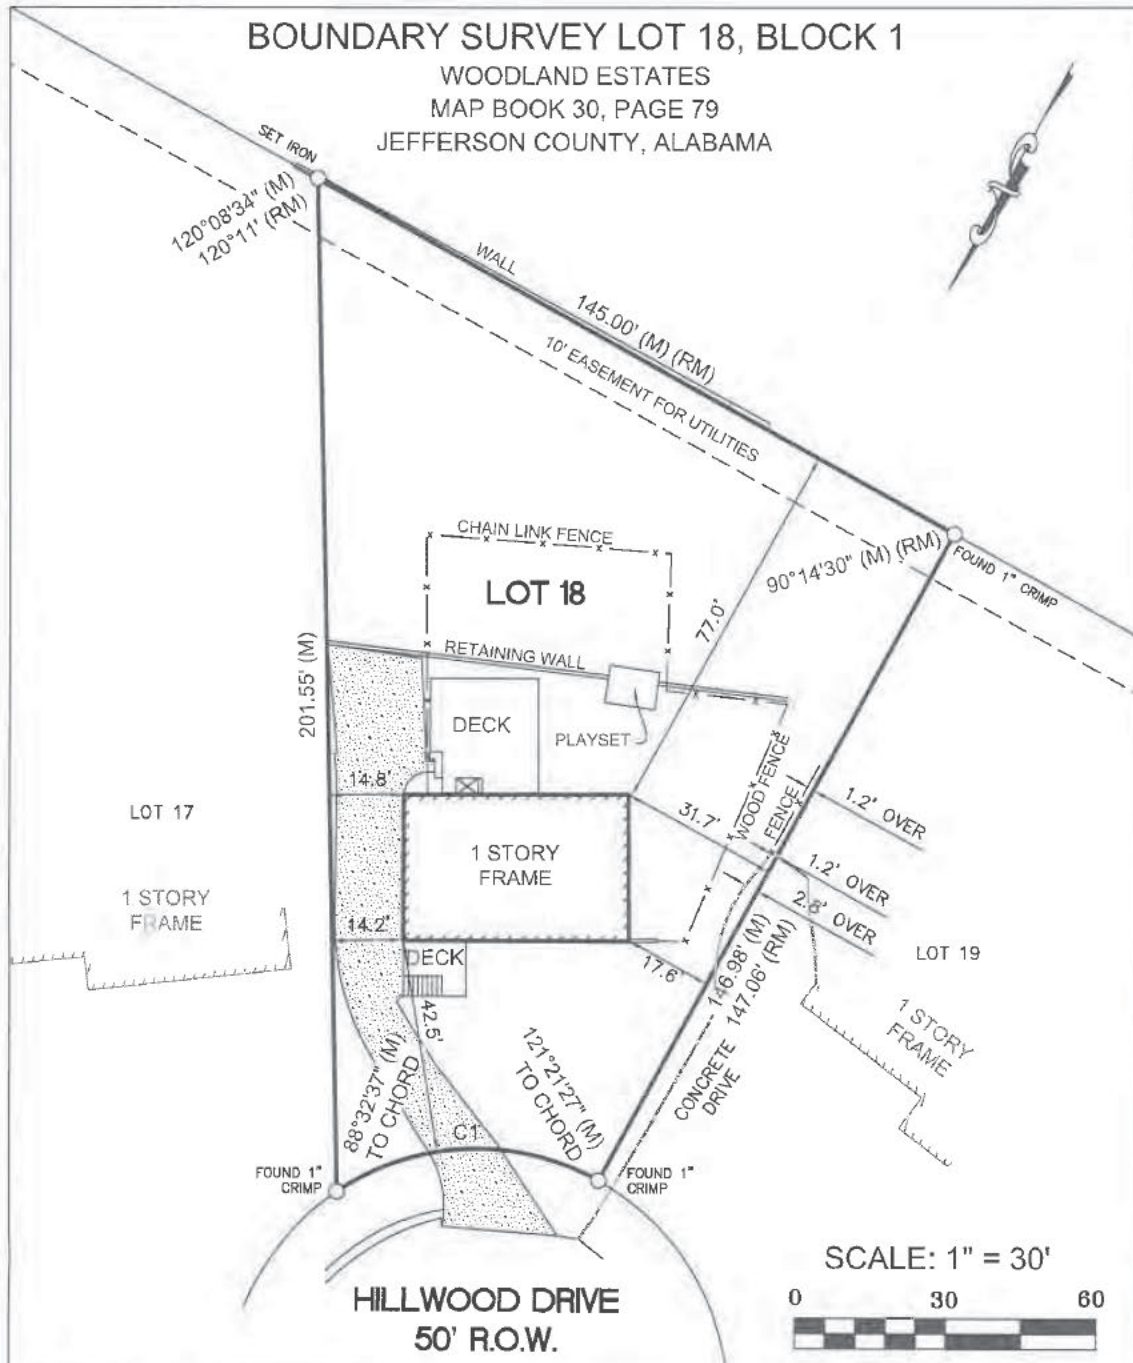 BOUNDARY SURVEY LOT 18, BLOCK 1
WOODLAND ESTATES
MAP BOOK 30, PAGE 79
JEFFERSON COUNTY, ALABAMA
SET IRON
120°08'34" (M)
120°11' (RM)
WALL
145.00' (M) (RM)
10' EASEMENT FOR UTILITIES
90°14'30" (M) (RM)
FOUND 1" CRIMP
CHAIN LINK FENCE
LOT 18
77.0'
RETAINING WALL
201.55' (M)
DECK
PLAYSET
WOOD FENCE
FENCE
14.8'
31.7'
1.2' OVER
LOT 17
1 STORY
FRAME
1 STORY
FRAME
1.2' OVER
2.8' OVER
14.2'
DECK
17.6'
146.98' (M)
147.06' (RM)
LOT 19
1 STORY
FRAME
42.5'
88°32'37" (M)
TO CHORD
121°21'27" (M)
TO CHORD
CONCRETE
DRIVE
C1
FOUND 1"
CRIMP
FOUND 1"
CRIMP
HILLWOOD DRIVE
50' R.O.W.
SCALE: 1" = 30'
0 30 60